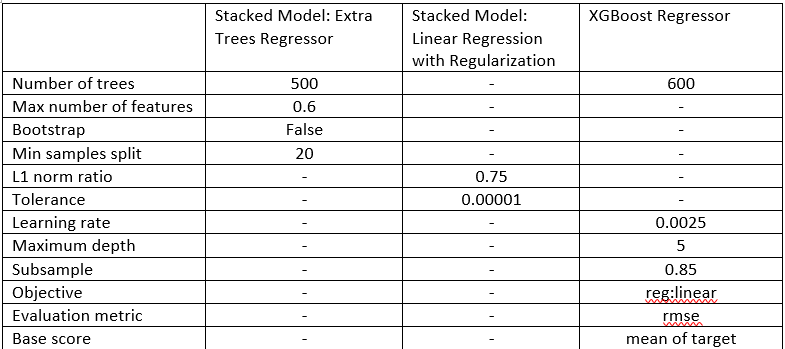 Stacked Model: Extra Trees Regressor | Stacked Model: Linear Regression with Regularization | XGBoost Regressor
Number of trees | 500 | - | 600
Max number of features | 0.6 | - | -
Bootstrap | False | - | -
Min samples split | 20 | - | -
L1 norm ratio | - | 0.75 | -
Tolerance | - | 0.00001 | -
Learning rate | - | - | 0.0025
Maximum depth | - | - | 5
Subsample | - | - | 0.85
Objective | - | - | reg:linear
Evaluation metric | - | - | rmse
Base score | - | - | mean of target